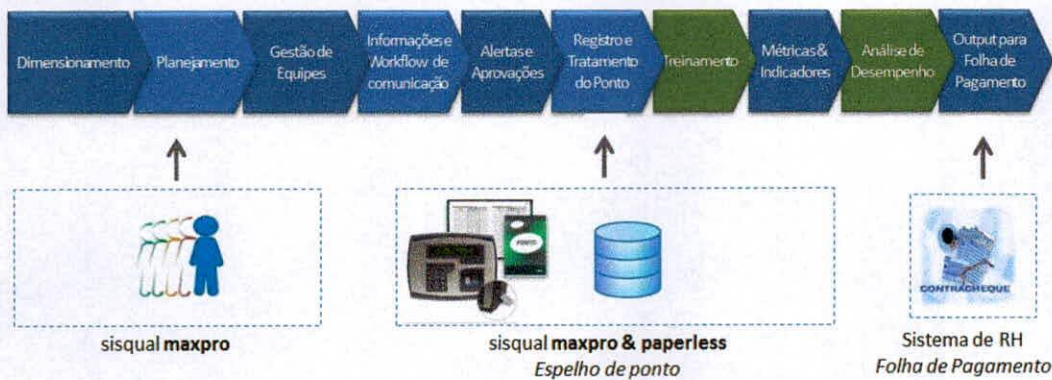 Dimensionamento
Planejamento
Gestão de
Equipes
Informações e
Workflow de
comunicação
Alertas e
Aprovações
Registro e
Tratamento
do Ponto
Treinamento
Métricas &
Indicadores
Análise de
Desempenho
Output para
Folha de
Pagamento
PONTO
CONTRACHEQUE
sisqual maxpro
sisqual maxpro & paperless
Espelho de ponto
Sistema de RH
Folha de Pagamento